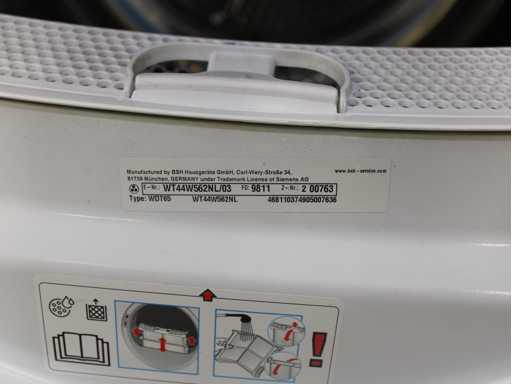 Manufactured by BSH Hausgeräte GmbH, Carl-Wery-Straße 34,
81739 München, GERMANY under Trademark License of Siemens AG
www.bsh-service.com
E-Nr.: WT44W562NL/03 FD: 9811 Z-Nr.: 2 00763
Type: WDT65 WT44W562NL 468110374905007636